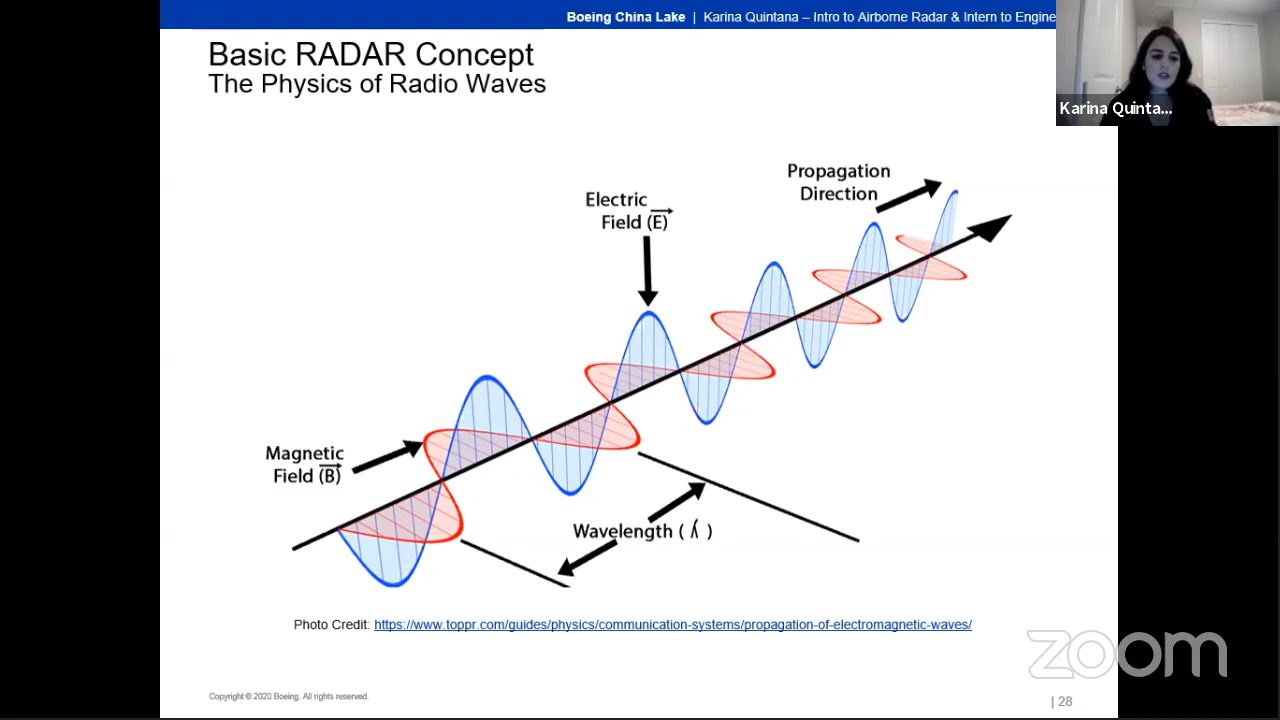 Boeing China Lake | Karina Quintana – Intro to Airborne Radar & Intern to Engine
Karina Quinta...
Basic RADAR Concept
The Physics of Radio Waves
Propagation
Direction
Electric
Field (E)
Magnetic
Field (B)
Wavelength ( λ )
Photo Credit: https://www.toppr.com/guides/physics/communication-systems/propagation-of-electromagnetic-waves/
zoom
Copyright © 2020 Boeing. All rights reserved.
| 28